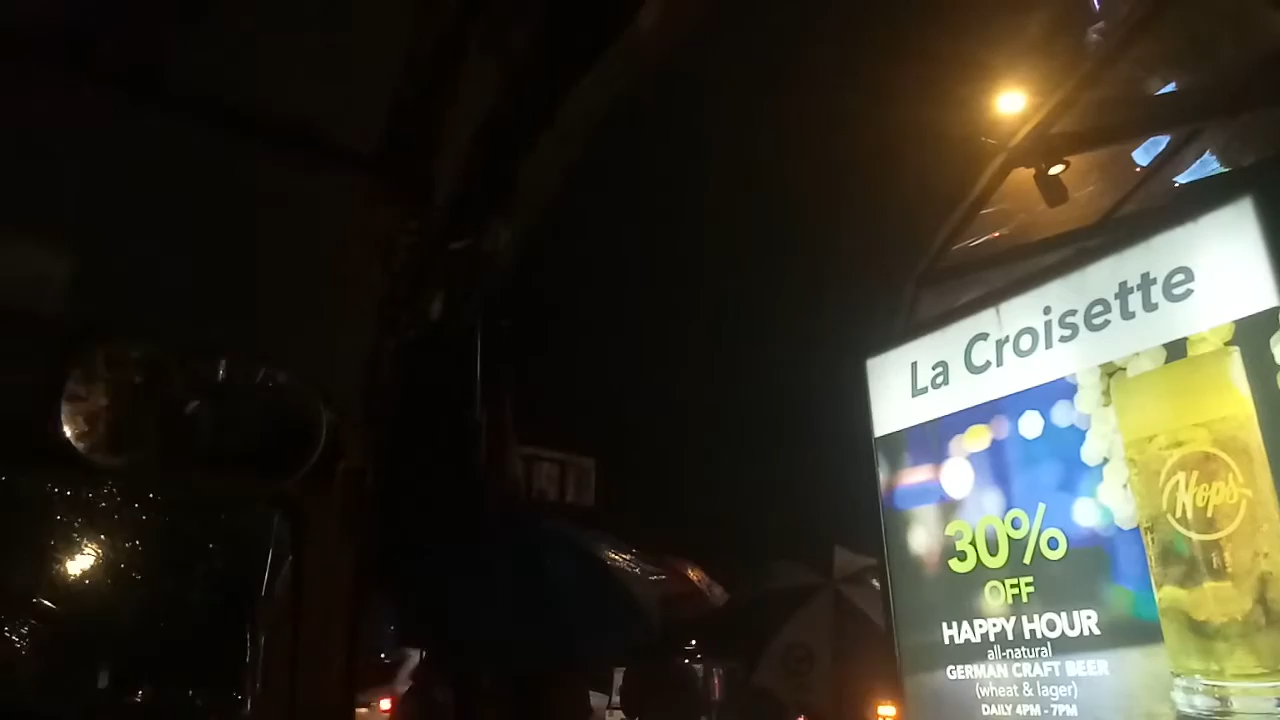 La Croisette
Hops
30%
OFF
HAPPY HOUR
all-natural
GERMAN CRAFT BEER
(wheat & lager)
DAILY 4PM - 7PM